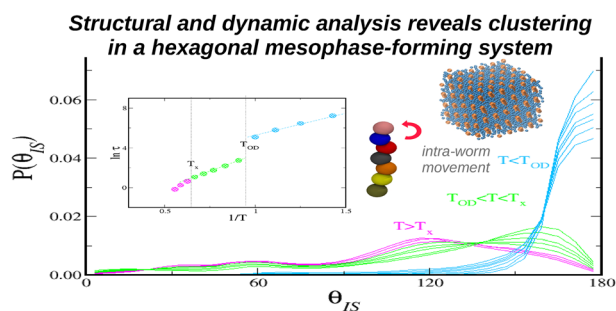 Structural and dynamic analysis reveals clustering
in a hexagonal mesophase-forming system
P(θIS)
0.06
0.04
0.02
0.00
0
60
120
180
θIS
ln τ
8
4
0
0.5
1
1.5
1/T
Tx
TOD
intra-worm
movement
T<TOD
TOD<T<Tx
T>Tx